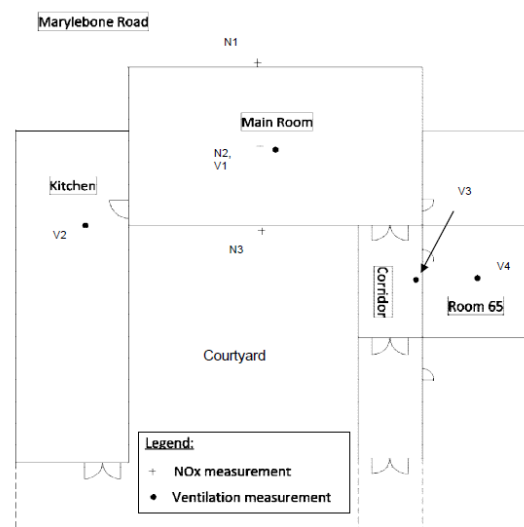 Marylebone Road
N1
Main Room
N2,
V1
Kitchen
V2
V3
N3
V4
Corridor
Room 65
Courtyard
Legend:
+ NOx measurement
● Ventilation measurement